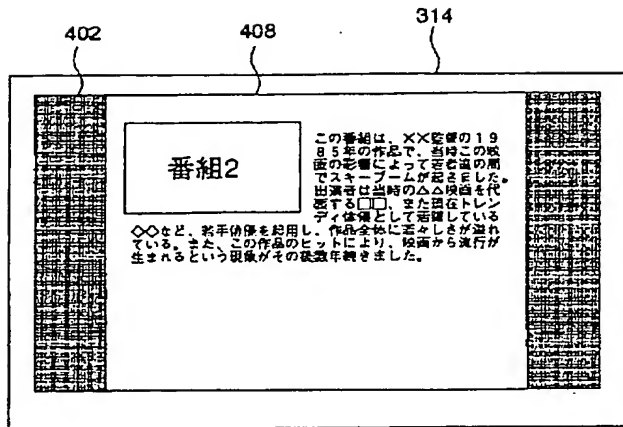 402
408
314
番組2
この番組は、××監督の19
85年の作品で、当時この映
画の影響によって若者達の間
でスキーブームが起きました。
出演者は当時の△△映画を代
表する□□、また現在トレン
ディ俳優として活躍している
◇◇など、若手俳優を起用し、作品全体に若々しさが溢れ
ている。また、この作品のヒットにより、映画から流行が
生まれるという現象がその後数年続きました。